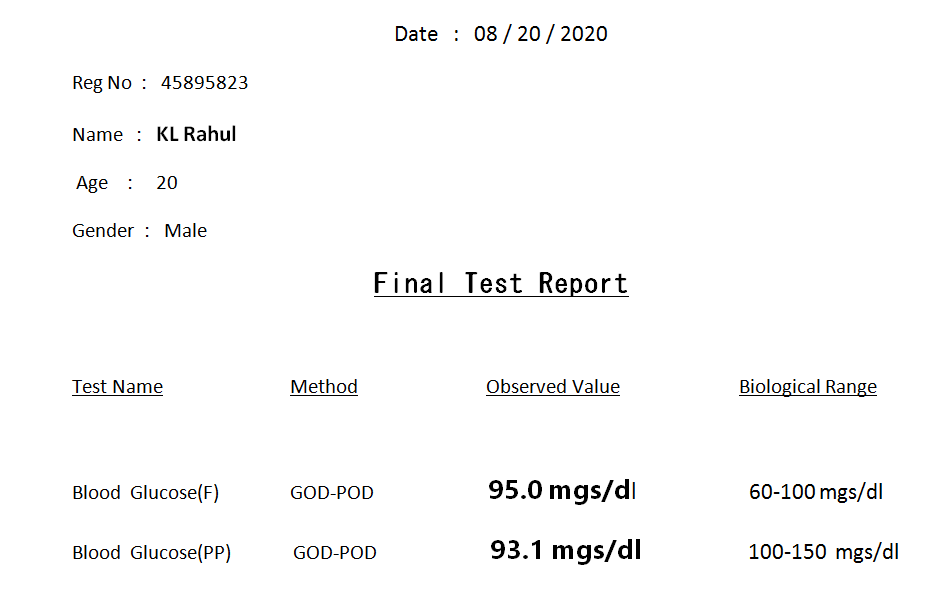 Date : 08 / 20 / 2020
Reg No : 45895823
Name : KL Rahul
Age : 20
Gender : Male
Final Test Report
Test Name Method Observed Value Biological Range
Blood Glucose(F) GOD-POD 95.0 mgs/dl 60-100 mgs/dl
Blood Glucose(PP) GOD-POD 93.1 mgs/dl 100-150 mgs/dl